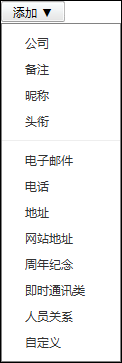 添加 ▼
公司
备注
昵称
头衔
电子邮件
电话
地址
网站地址
周年纪念
即时通讯类
人员关系
自定义